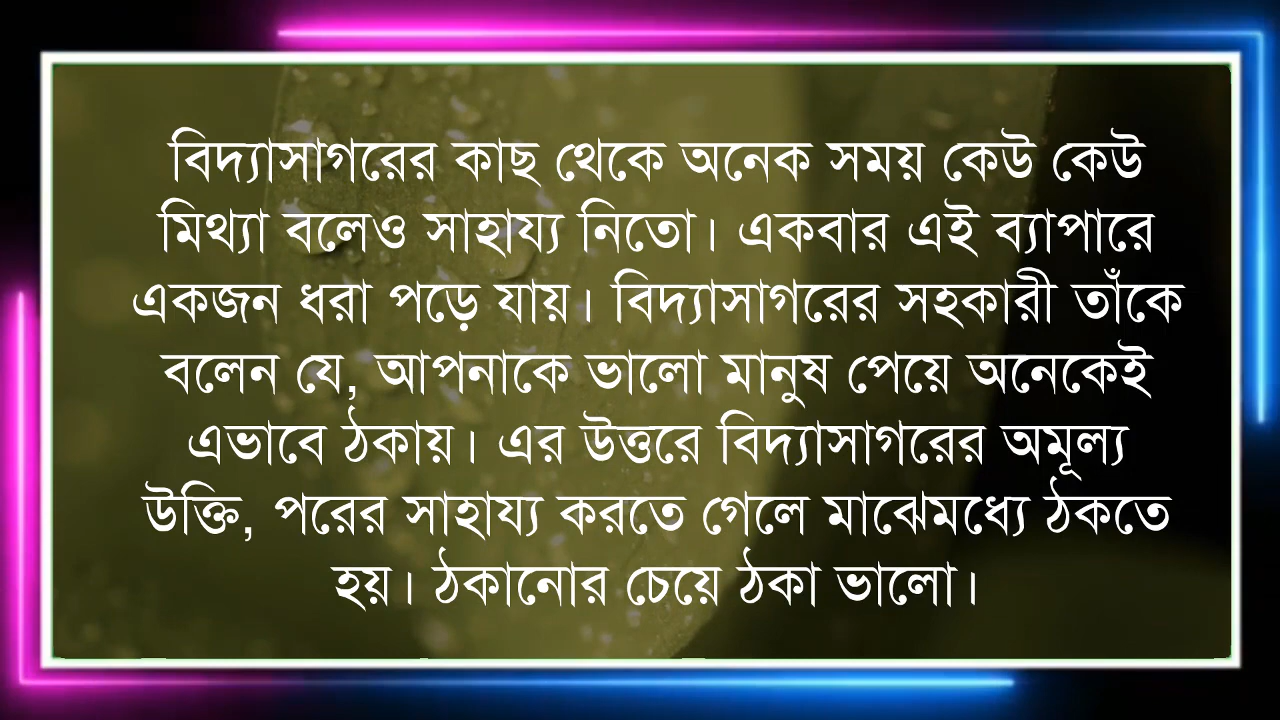 বিদ্যাসাগরের কাছ থেকে অনেক সময় কেউ কেউ
মিথ্যা বলেও সাহায্য নিতো। একবার এই ব্যাপারে
একজন ধরা পড়ে যায়। বিদ্যাসাগরের সহকারী তাঁকে
বলেন যে, আপনাকে ভালো মানুষ পেয়ে অনেকেই
এভাবে ঠকায়। এর উত্তরে বিদ্যাসাগরের অমূল্য
উক্তি, পরের সাহায্য করতে গেলে মাঝেমধ্যে ঠকতে
হয়। ঠকানোর চেয়ে ঠকা ভালো।